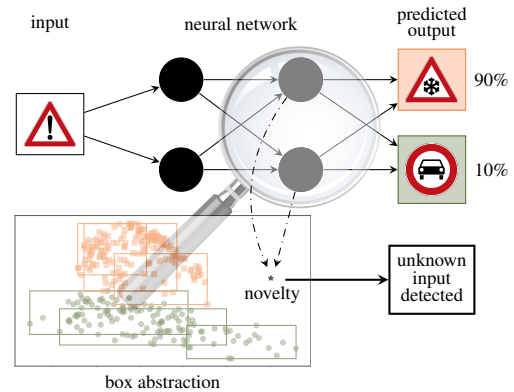 input
neural network
predicted
output
!
90%
10%
novelty
unknown
input
detected
box abstraction